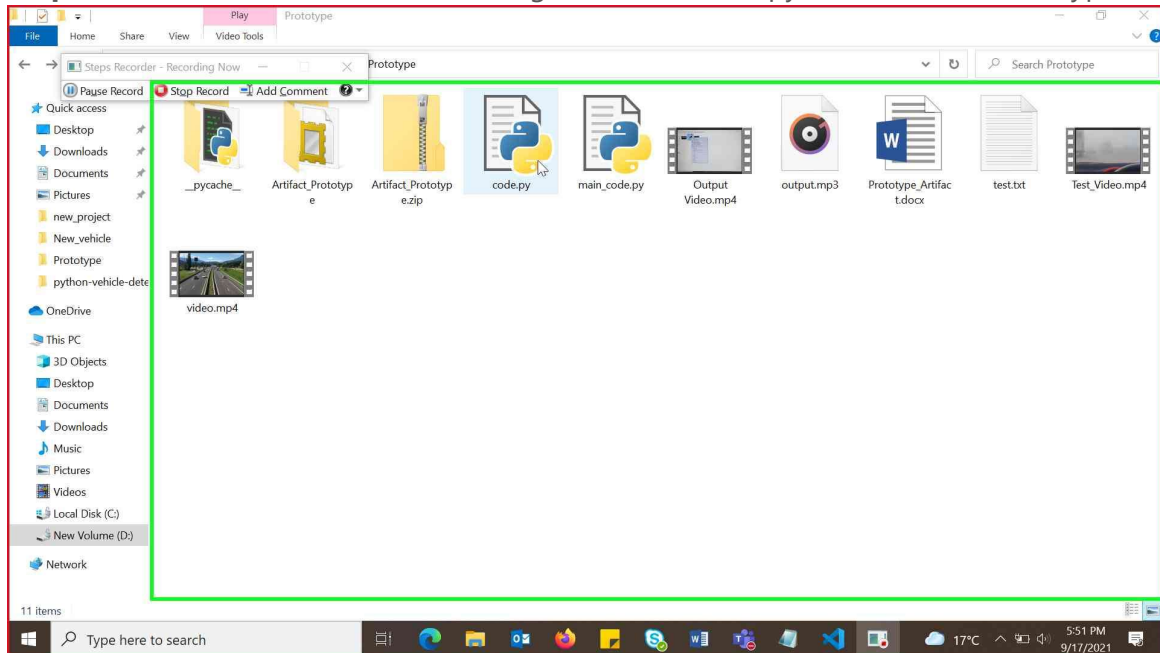 Play
Prototype
File
Home
Share
View
Video Tools
Steps Recorder - Recording Now
Prototype
Search Prototype
Pause Record
Stop Record
Add Comment
Quick access
Desktop
Downloads
Documents
Pictures
new_project
New_vehicle
Prototype
python-vehicle-dete
OneDrive
This PC
3D Objects
Desktop
Documents
Downloads
Music
Pictures
Videos
Local Disk (C:)
New Volume (D:)
Network
__pycache__
Artifact_Prototyp
e
Artifact_Prototyp
e.zip
code.py
main_code.py
Output
Video.mp4
output.mp3
Prototype_Artifac
t.docx
test.txt
Test_Video.mp4
video.mp4
11 items
Type here to search
17°C
5:51 PM
9/17/2021